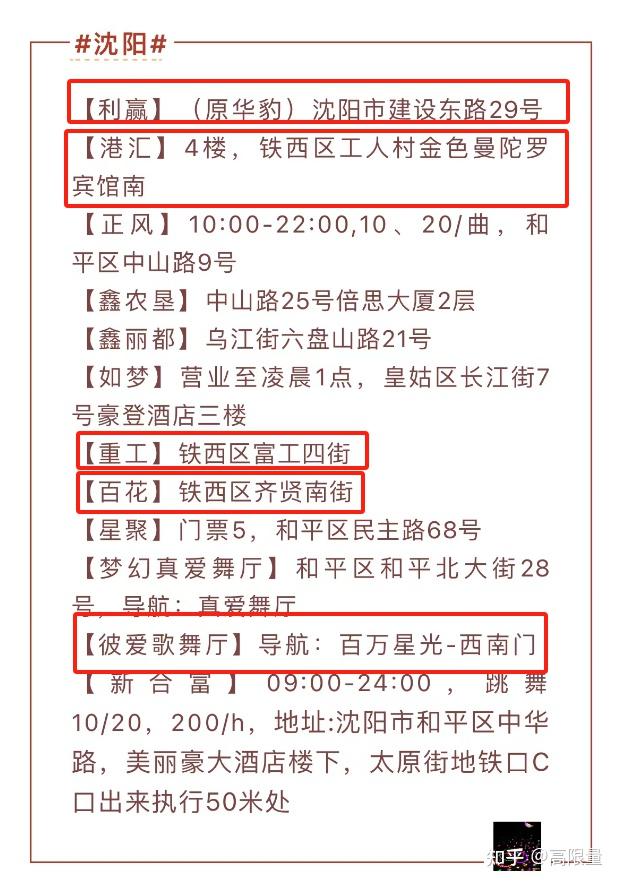 #沈阳#
【利赢】（原华豹）沈阳市建设东路29号
【港汇】4楼，铁西区工人村金色曼陀罗
宾馆南
【正风】10:00-22:00,10、20/曲，和
平区中山路9号
【鑫农垦】中山路25号倍思大厦2层
【鑫丽都】乌江街六盘山路21号
【如梦】营业至凌晨1点，皇姑区长江街7
号豪登酒店三楼
【重工】铁西区富工四街
【百花】铁西区齐贤南街
【星聚】门票5，和平区民主路68号
【梦幻真爱舞厅】和平区和平北大街28
号，导航：真爱舞厅
【彼爱歌舞厅】导航：百万星光-西南门
【新合富】09:00-24:00，跳舞
10/20，200/h，地址:沈阳市和平区中华
路，美丽豪大酒店楼下，太原街地铁口C
口出来执行50米处
知乎 @高限量